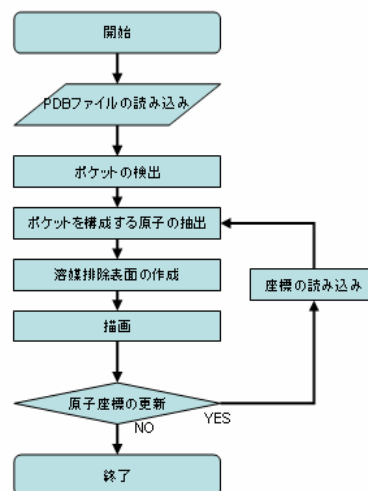 開始
PDBファイルの読み込み
ポケットの検出
ポケットを構成する原子の抽出
溶媒排除表面の作成
座標の読み込み
描画
原子座標の更新
YES
NO
終了